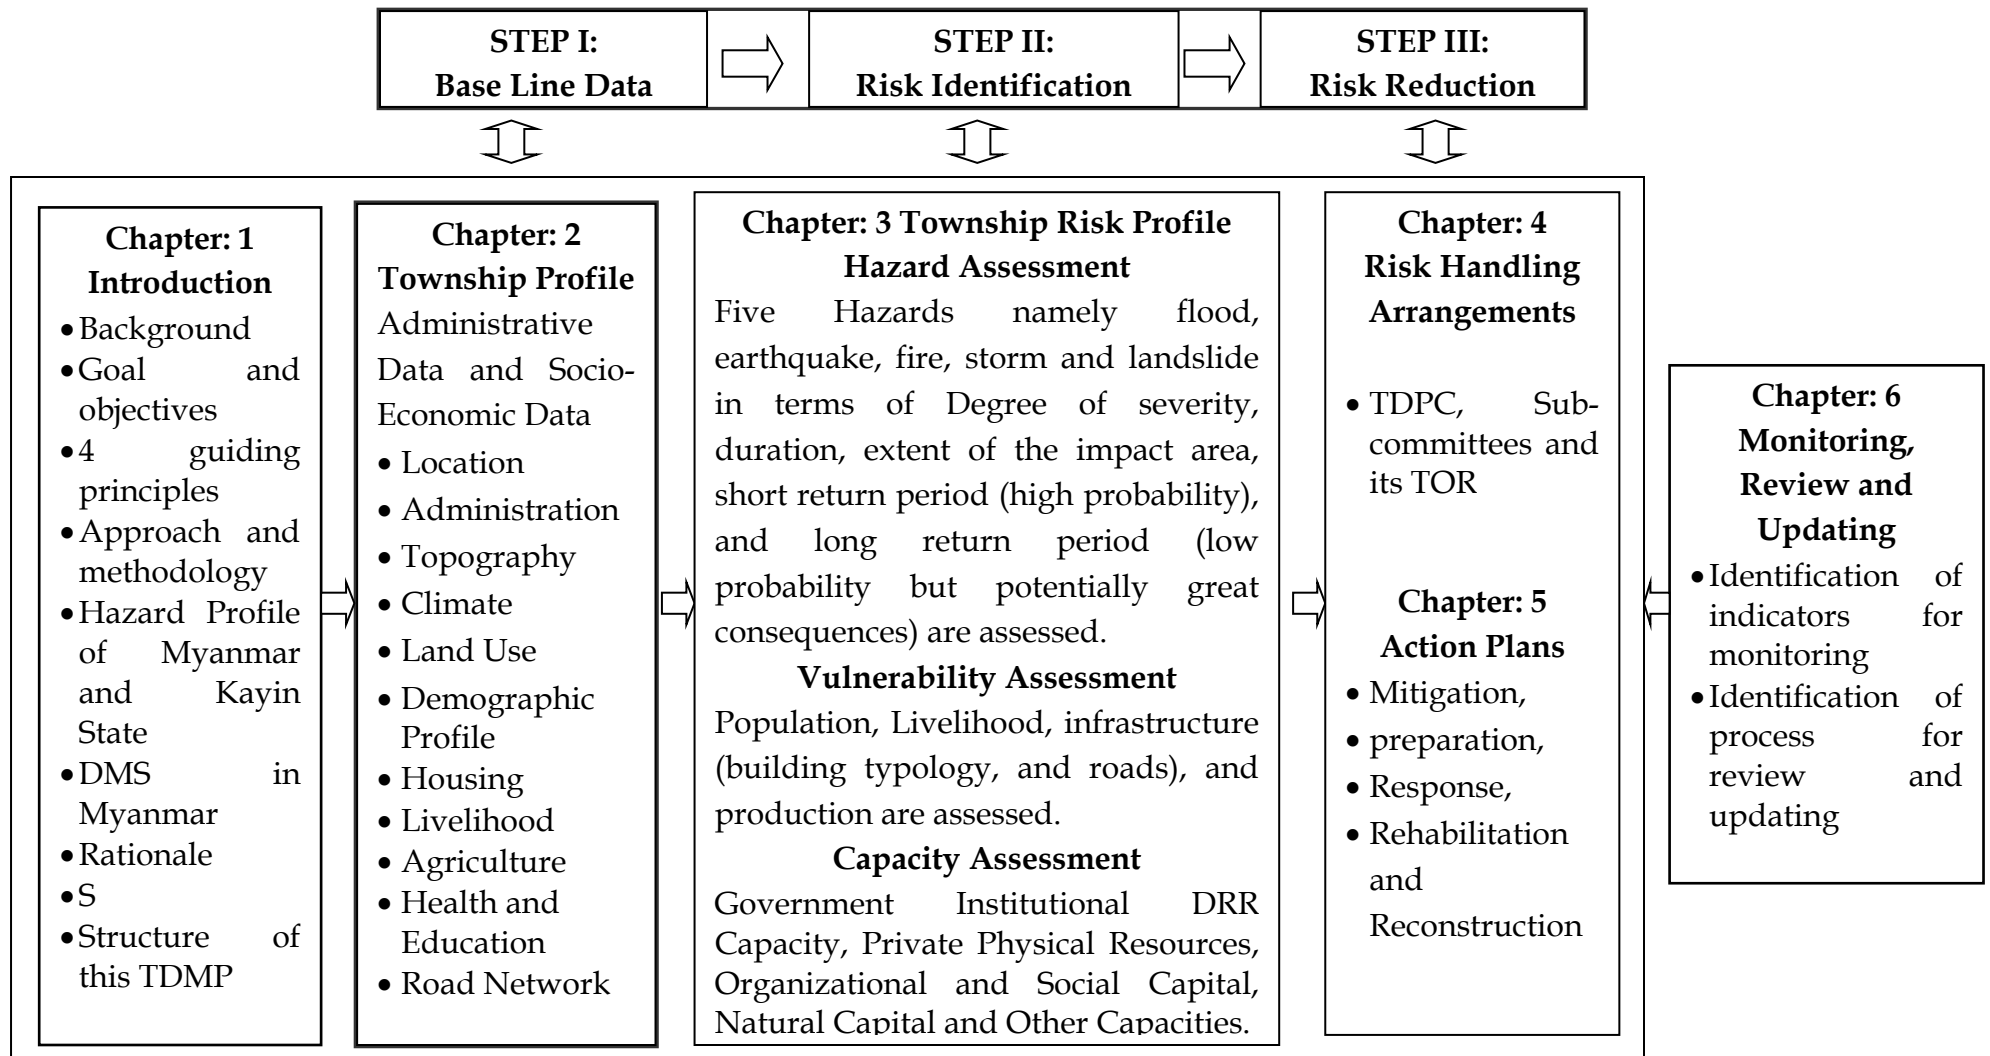 STEP I:
Base Line Data
STEP II:
Risk Identification
STEP III:
Risk Reduction
Chapter: 1
Introduction
•Background
•Goal and
objectives
•4 guiding
principles
•Approach and
methodology
•Hazard Profile
of Myanmar
and Kayin
State
•DMS in
Myanmar
•Rationale
•S
•Structure of
this TDMP
Chapter: 2
Township Profile
Administrative
Data and Socio-
Economic Data
• Location
• Administration
• Topography
• Climate
• Land Use
• Demographic
Profile
• Housing
• Livelihood
• Agriculture
• Health and
Education
• Road Network
Chapter: 3 Township Risk Profile
Hazard Assessment
Five Hazards namely flood,
earthquake, fire, storm and landslide
in terms of Degree of severity,
duration, extent of the impact area,
short return period (high probability),
and long return period (low
probability but potentially great
consequences) are assessed.
Vulnerability Assessment
Population, Livelihood, infrastructure
(building typology, and roads), and
production are assessed.
Capacity Assessment
Government Institutional DRR
Capacity, Private Physical Resources,
Organizational and Social Capital,
Natural Capital and Other Capacities.
Chapter: 4
Risk Handling
Arrangements
• TDPC, Sub-
committees and
its TOR
Chapter: 5
Action Plans
• Mitigation,
• preparation,
• Response,
• Rehabilitation
and
Reconstruction
Chapter: 6
Monitoring,
Review and
Updating
•Identification of
indicators for
monitoring
•Identification of
process for
review and
updating